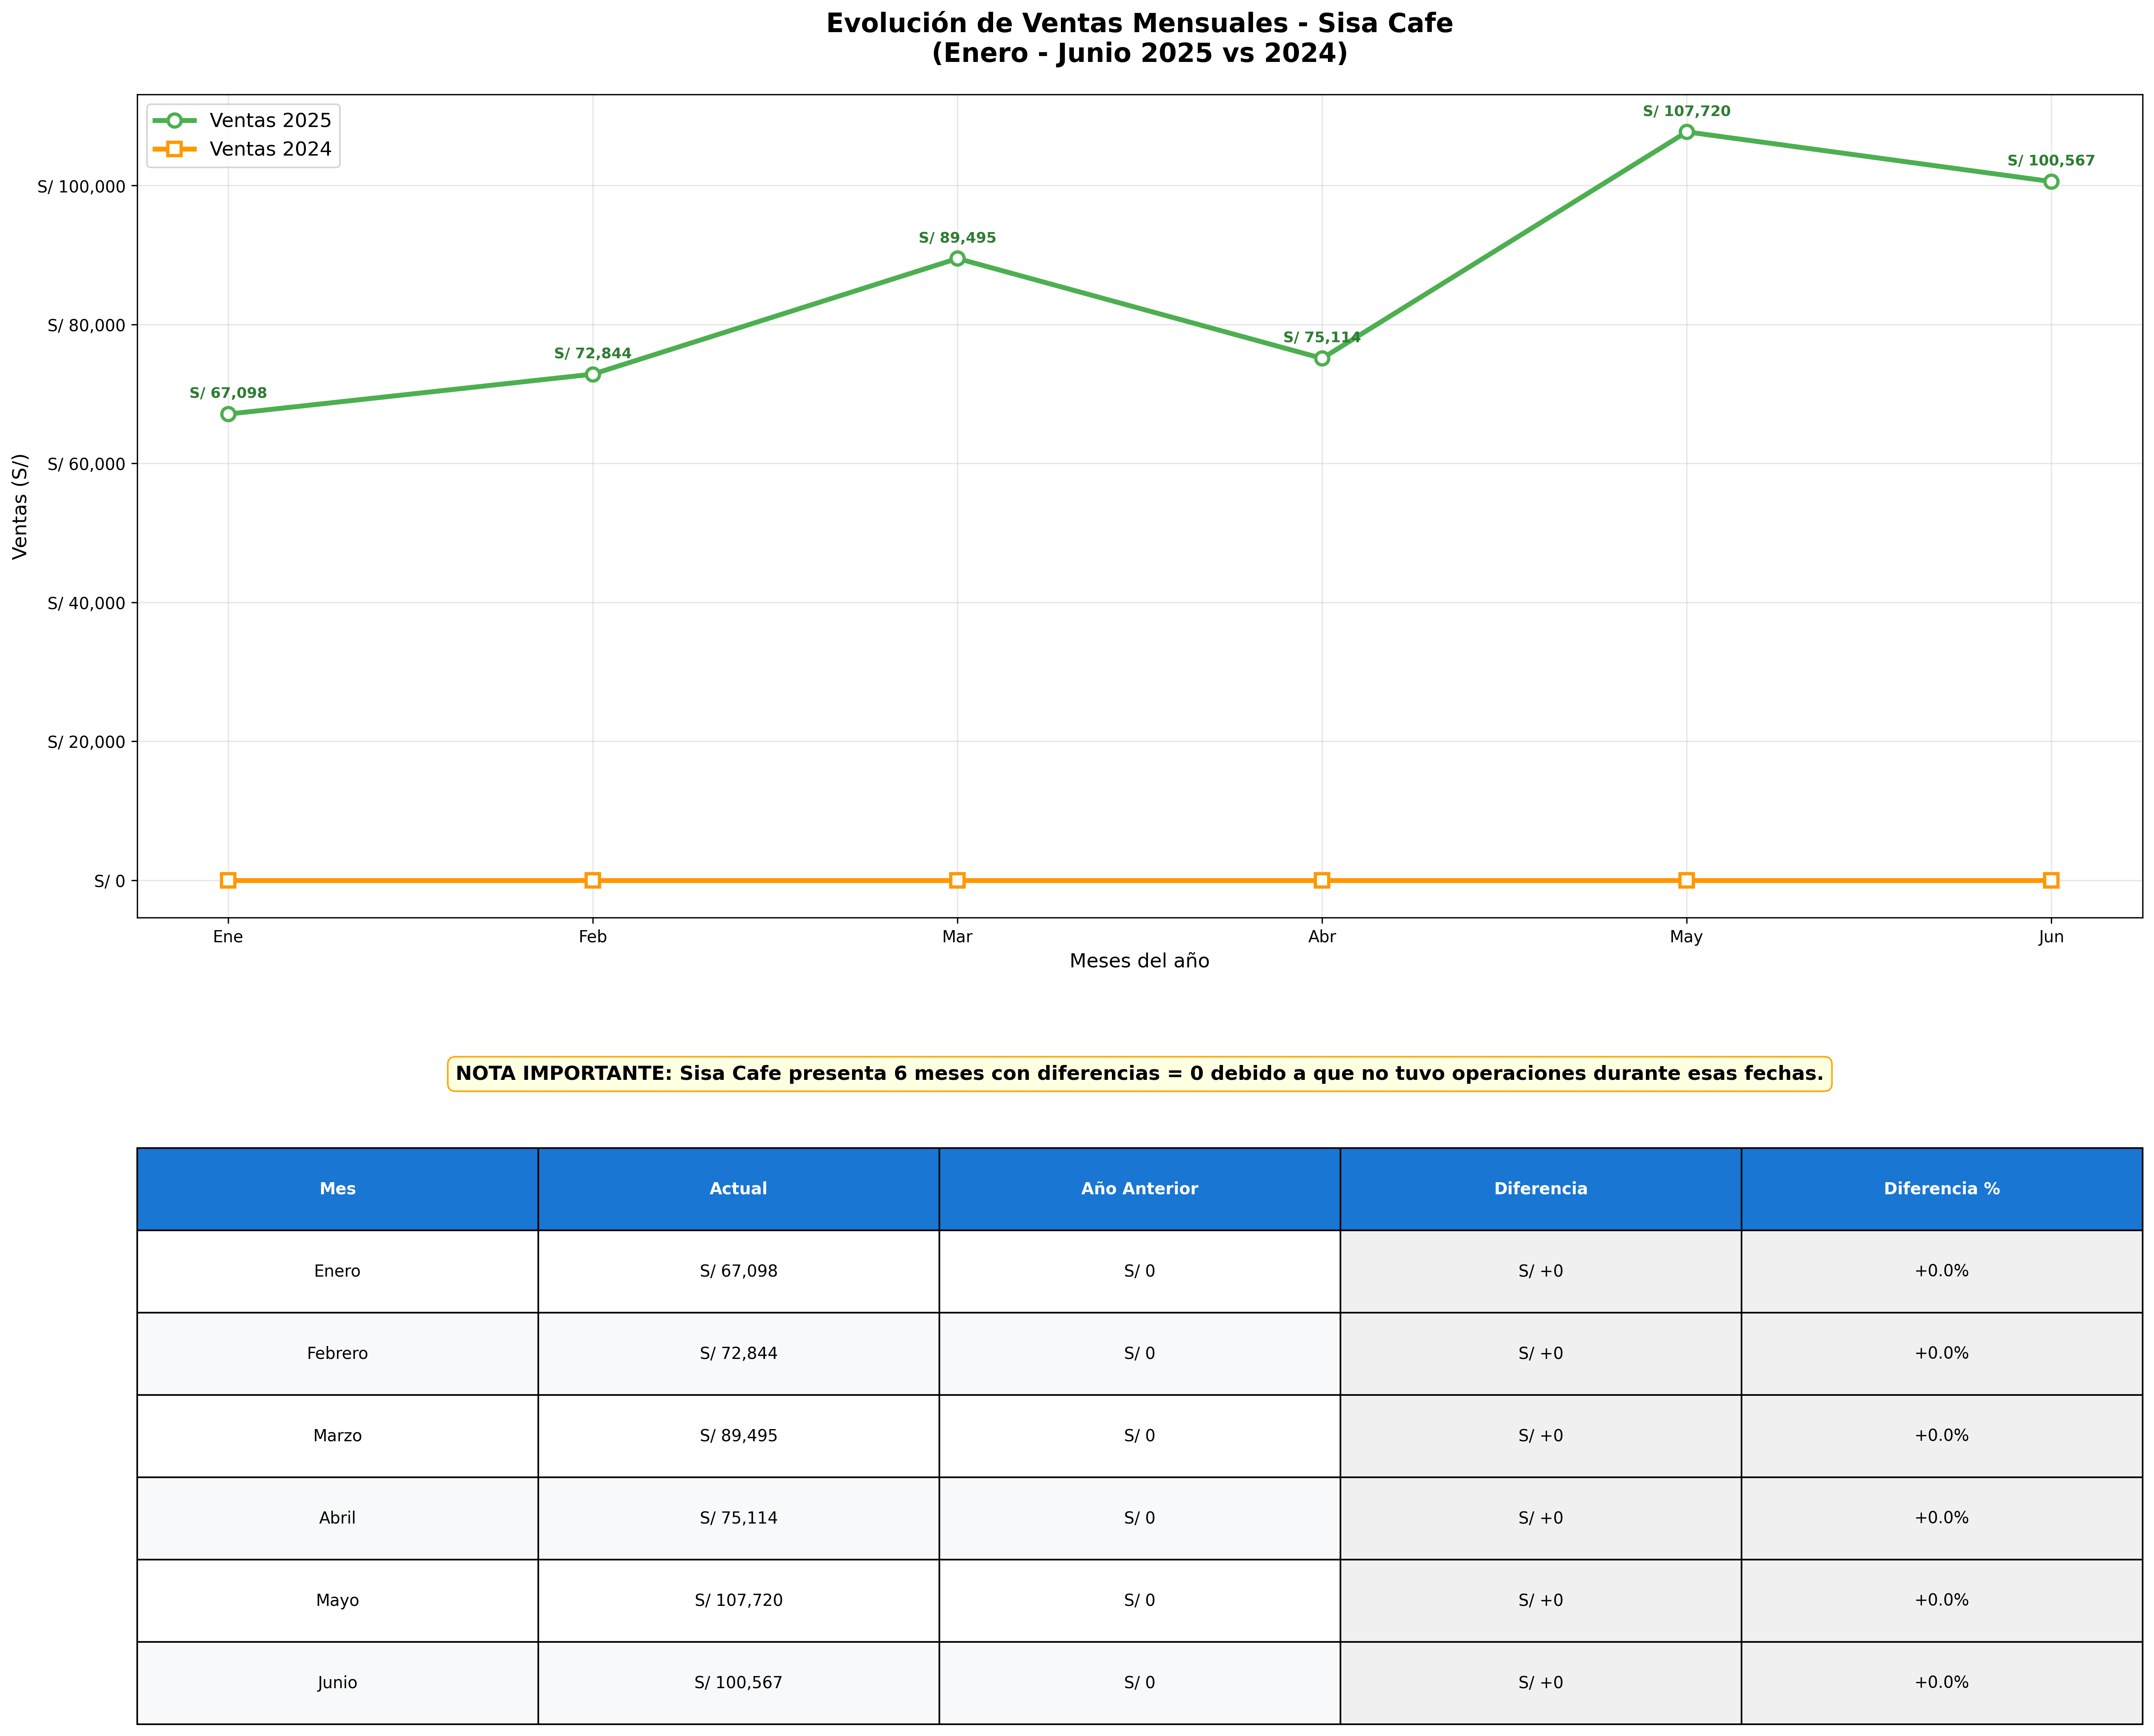 Evolución de Ventas Mensuales - Sisa Cafe
(Enero - Junio 2025 vs 2024)
Ventas 2025
Ventas 2024
Ventas (S/)
S/ 100,000
S/ 80,000
S/ 60,000
S/ 40,000
S/ 20,000
S/ 0
S/ 67,098
S/ 72,844
S/ 89,495
S/ 75,114
S/ 107,720
S/ 100,567
Ene Feb Mar Abr May Jun
Meses del año
NOTA IMPORTANTE: Sisa Cafe presenta 6 meses con diferencias = 0 debido a que no tuvo operaciones durante esas fechas.
Mes Actual Año Anterior Diferencia Diferencia %
Enero S/ 67,098 S/ 0 S/ +0 +0.0%
Febrero S/ 72,844 S/ 0 S/ +0 +0.0%
Marzo S/ 89,495 S/ 0 S/ +0 +0.0%
Abril S/ 75,114 S/ 0 S/ +0 +0.0%
Mayo S/ 107,720 S/ 0 S/ +0 +0.0%
Junio S/ 100,567 S/ 0 S/ +0 +0.0%